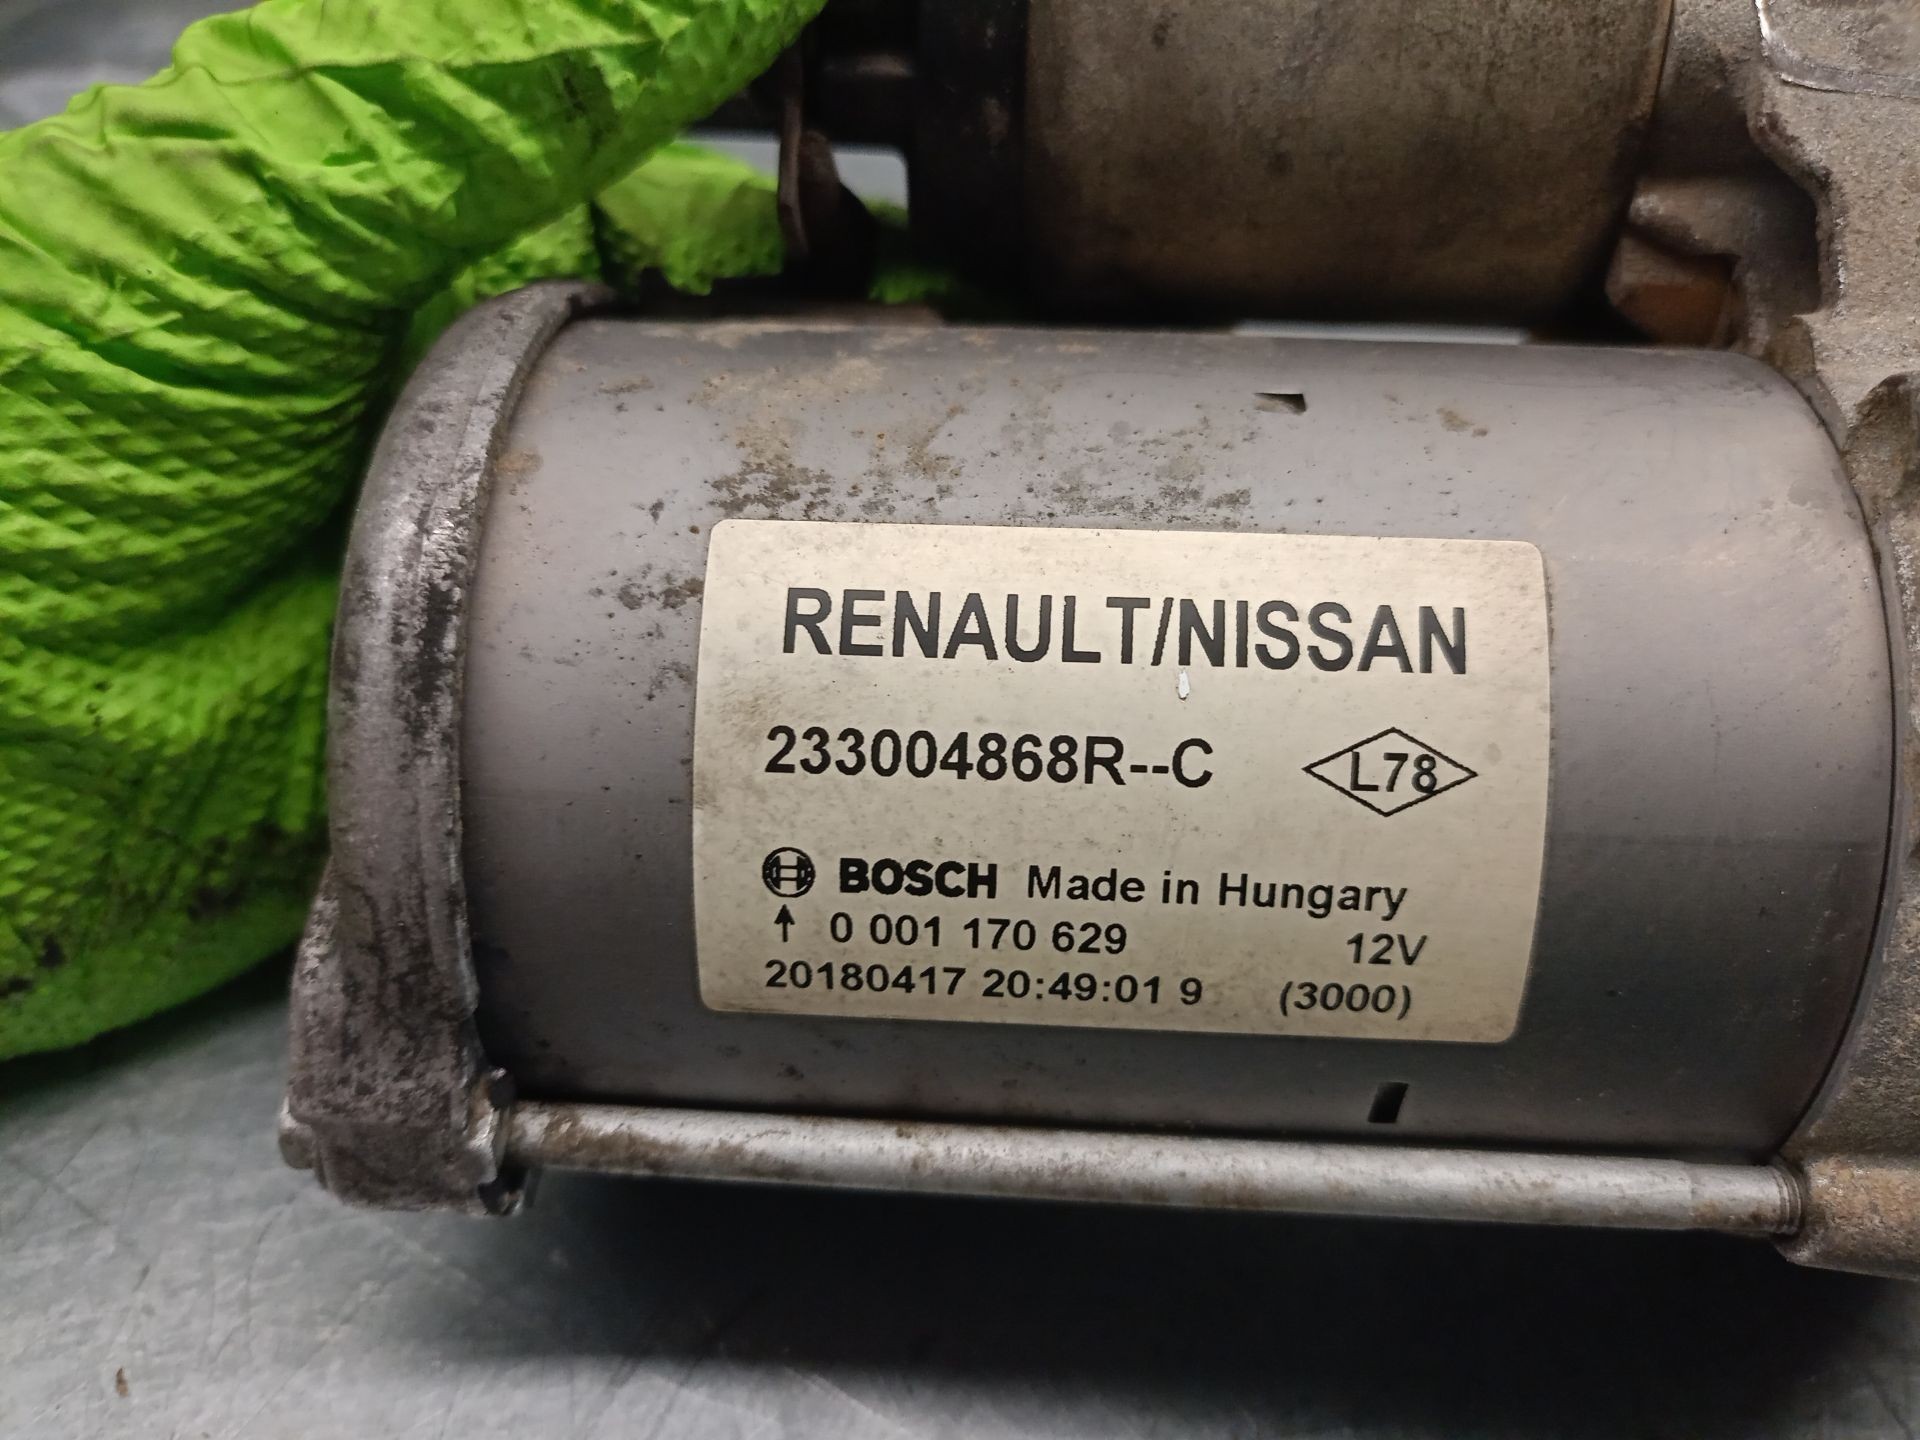 RENAULT/NISSAN
233004868R--C L78
BOSCH Made in Hungary
↑ 0 001 170 629 12V
20180417 20:49:01 9 (3000)